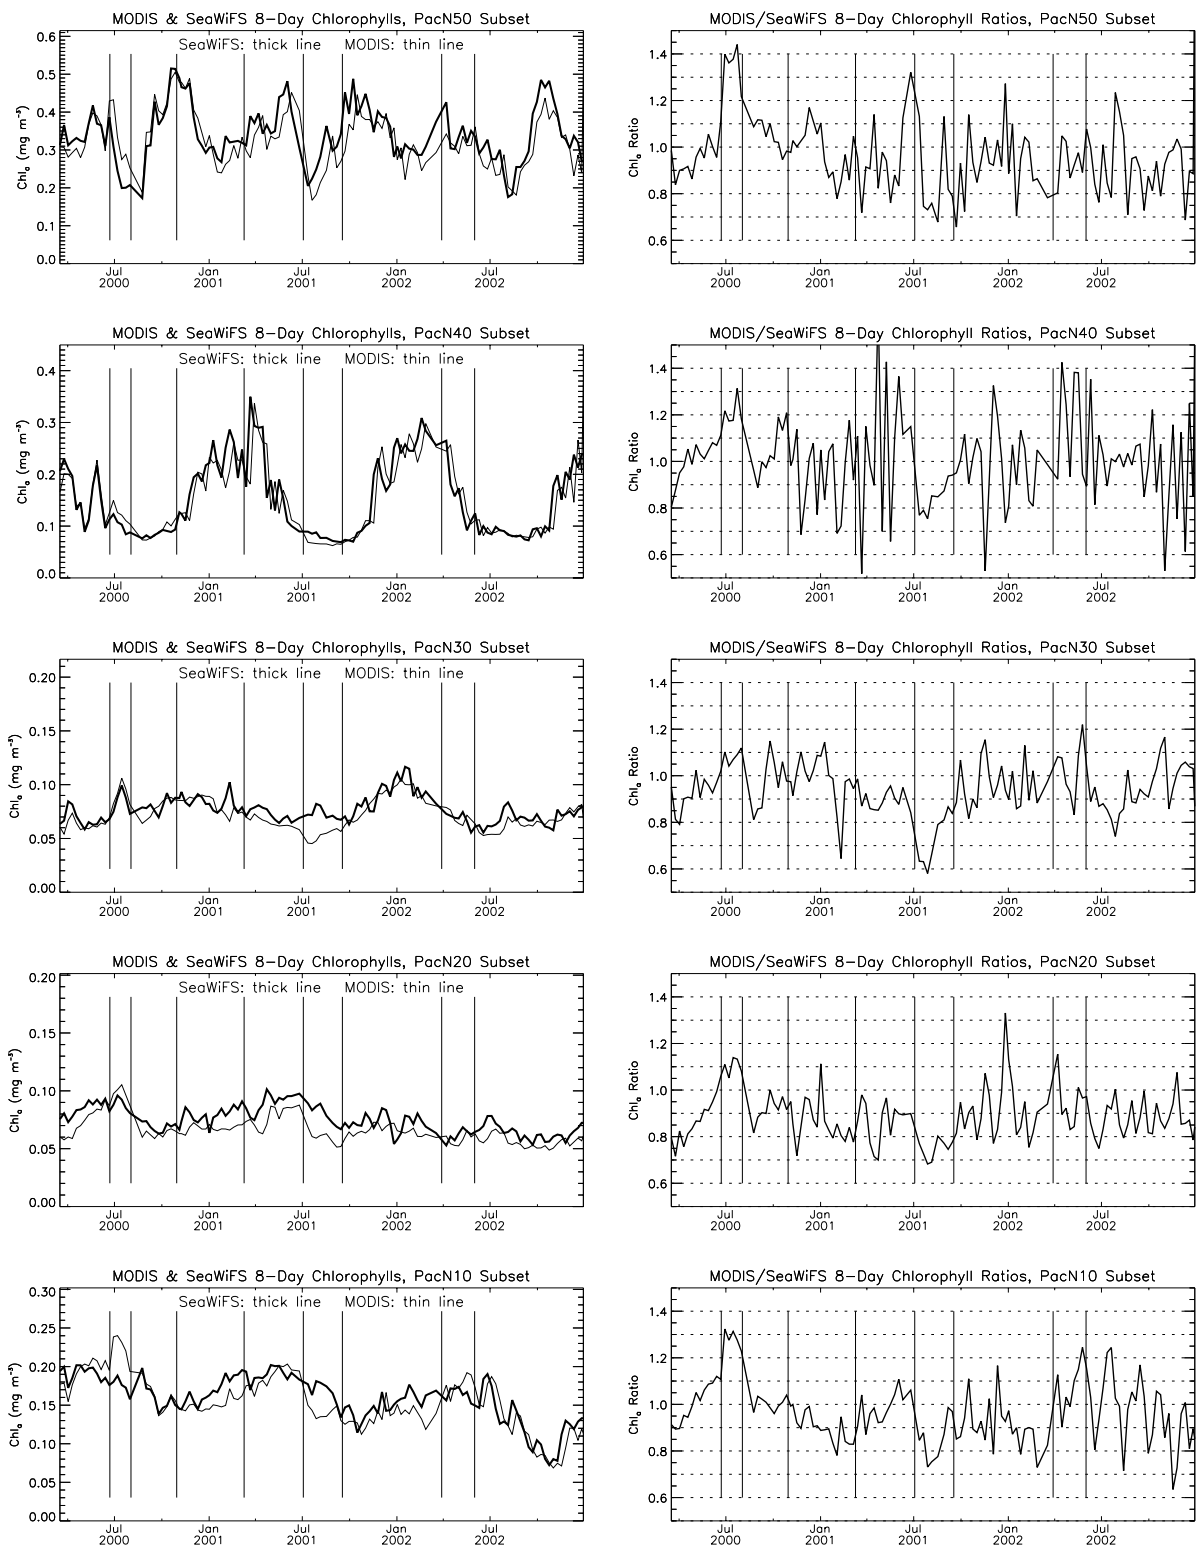 MODIS & SeaWiFS 8-Day Chlorophylls, PacN50 Subset
SeaWiFS: thick line MODIS: thin line
Chla (mg m-3)
0.6
0.5
0.4
0.3
0.2
0.1
0.0
Jul 2000
Jan 2001
Jul 2001
Jan 2002
Jul 2002
MODIS/SeaWiFS 8-Day Chlorophyll Ratios, PacN50 Subset
Chla Ratio
1.4
1.2
1.0
0.8
0.6
Jul 2000
Jan 2001
Jul 2001
Jan 2002
Jul 2002
MODIS & SeaWiFS 8-Day Chlorophylls, PacN40 Subset
SeaWiFS: thick line MODIS: thin line
Chla (mg m-3)
0.4
0.3
0.2
0.1
0.0
Jul 2000
Jan 2001
Jul 2001
Jan 2002
Jul 2002
MODIS/SeaWiFS 8-Day Chlorophyll Ratios, PacN40 Subset
Chla Ratio
1.4
1.2
1.0
0.8
0.6
Jul 2000
Jan 2001
Jul 2001
Jan 2002
Jul 2002
MODIS & SeaWiFS 8-Day Chlorophylls, PacN30 Subset
SeaWiFS: thick line MODIS: thin line
Chla (mg m-3)
0.20
0.15
0.10
0.05
0.00
Jul 2000
Jan 2001
Jul 2001
Jan 2002
Jul 2002
MODIS/SeaWiFS 8-Day Chlorophyll Ratios, PacN30 Subset
Chla Ratio
1.4
1.2
1.0
0.8
0.6
Jul 2000
Jan 2001
Jul 2001
Jan 2002
Jul 2002
MODIS & SeaWiFS 8-Day Chlorophylls, PacN20 Subset
SeaWiFS: thick line MODIS: thin line
Chla (mg m-3)
0.20
0.15
0.10
0.05
0.00
Jul 2000
Jan 2001
Jul 2001
Jan 2002
Jul 2002
MODIS/SeaWiFS 8-Day Chlorophyll Ratios, PacN20 Subset
Chla Ratio
1.4
1.2
1.0
0.8
0.6
Jul 2000
Jan 2001
Jul 2001
Jan 2002
Jul 2002
MODIS & SeaWiFS 8-Day Chlorophylls, PacN10 Subset
SeaWiFS: thick line MODIS: thin line
Chla (mg m-3)
0.30
0.25
0.20
0.15
0.10
0.05
0.00
Jul 2000
Jan 2001
Jul 2001
Jan 2002
Jul 2002
MODIS/SeaWiFS 8-Day Chlorophyll Ratios, PacN10 Subset
Chla Ratio
1.4
1.2
1.0
0.8
0.6
Jul 2000
Jan 2001
Jul 2001
Jan 2002
Jul 2002